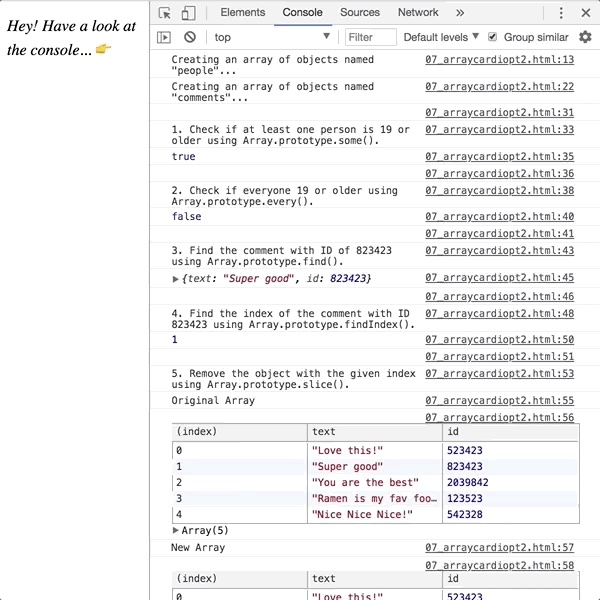 Hey! Have a look at
the console...👉
Elements Console Sources Network »
top Filter Default levels ▼ Group similar
Creating an array of objects named 07_arraycardiopt2.html:13
"people"...
Creating an array of objects named 07_arraycardiopt2.html:22
"comments"...
07_arraycardiopt2.html:31
1. Check if at least one person is 19 or 07_arraycardiopt2.html:33
older using Array.prototype.some().
true 07_arraycardiopt2.html:35
07_arraycardiopt2.html:36
2. Check if everyone 19 or older using 07_arraycardiopt2.html:38
Array.prototype.every().
false 07_arraycardiopt2.html:40
07_arraycardiopt2.html:41
3. Find the comment with ID of 823423 07_arraycardiopt2.html:43
using Array.prototype.find().
▶{text: "Super good", id: 823423} 07_arraycardiopt2.html:45
07_arraycardiopt2.html:46
4. Find the index of the comment with ID 07_arraycardiopt2.html:48
823423 using Array.prototype.findIndex().
1 07_arraycardiopt2.html:50
07_arraycardiopt2.html:51
5. Remove the object with the given index 07_arraycardiopt2.html:53
using Array.prototype.slice().
Original Array 07_arraycardiopt2.html:55
07_arraycardiopt2.html:56
(index) text id
0 "Love this!" 523423
1 "Super good" 823423
2 "You are the best" 2039842
3 "Ramen is my fav foo… 123523
4 "Nice Nice Nice!" 542328
▶Array(5)
New Array 07_arraycardiopt2.html:57
07_arraycardiopt2.html:58
(index) text id
0 "Love this!" 523423